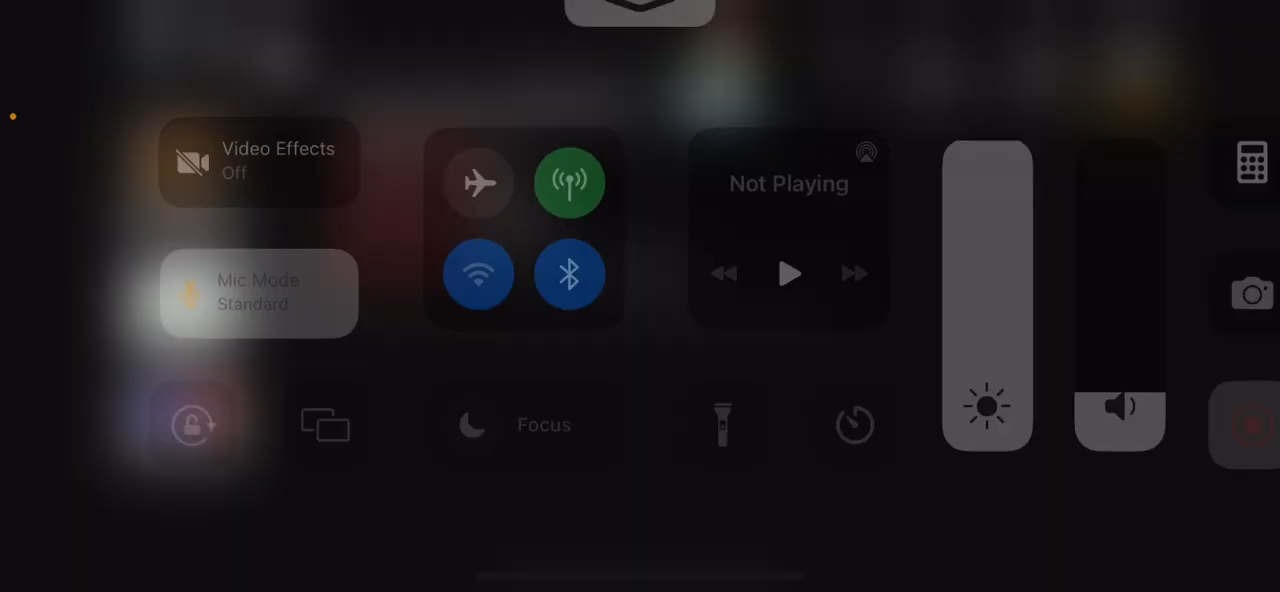 Video Effects
Off
Mic Mode
Standard
Not Playing
Focus